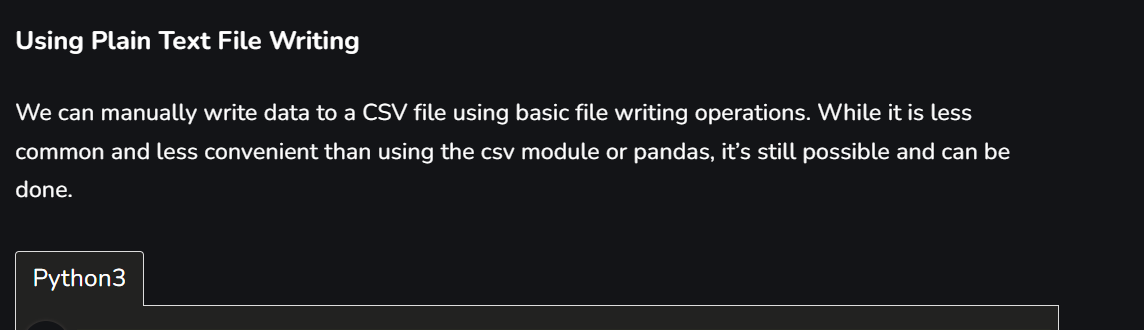 Using Plain Text File Writing
We can manually write data to a CSV file using basic file writing operations. While it is less
common and less convenient than using the csv module or pandas, it’s still possible and can be
done.
Python3